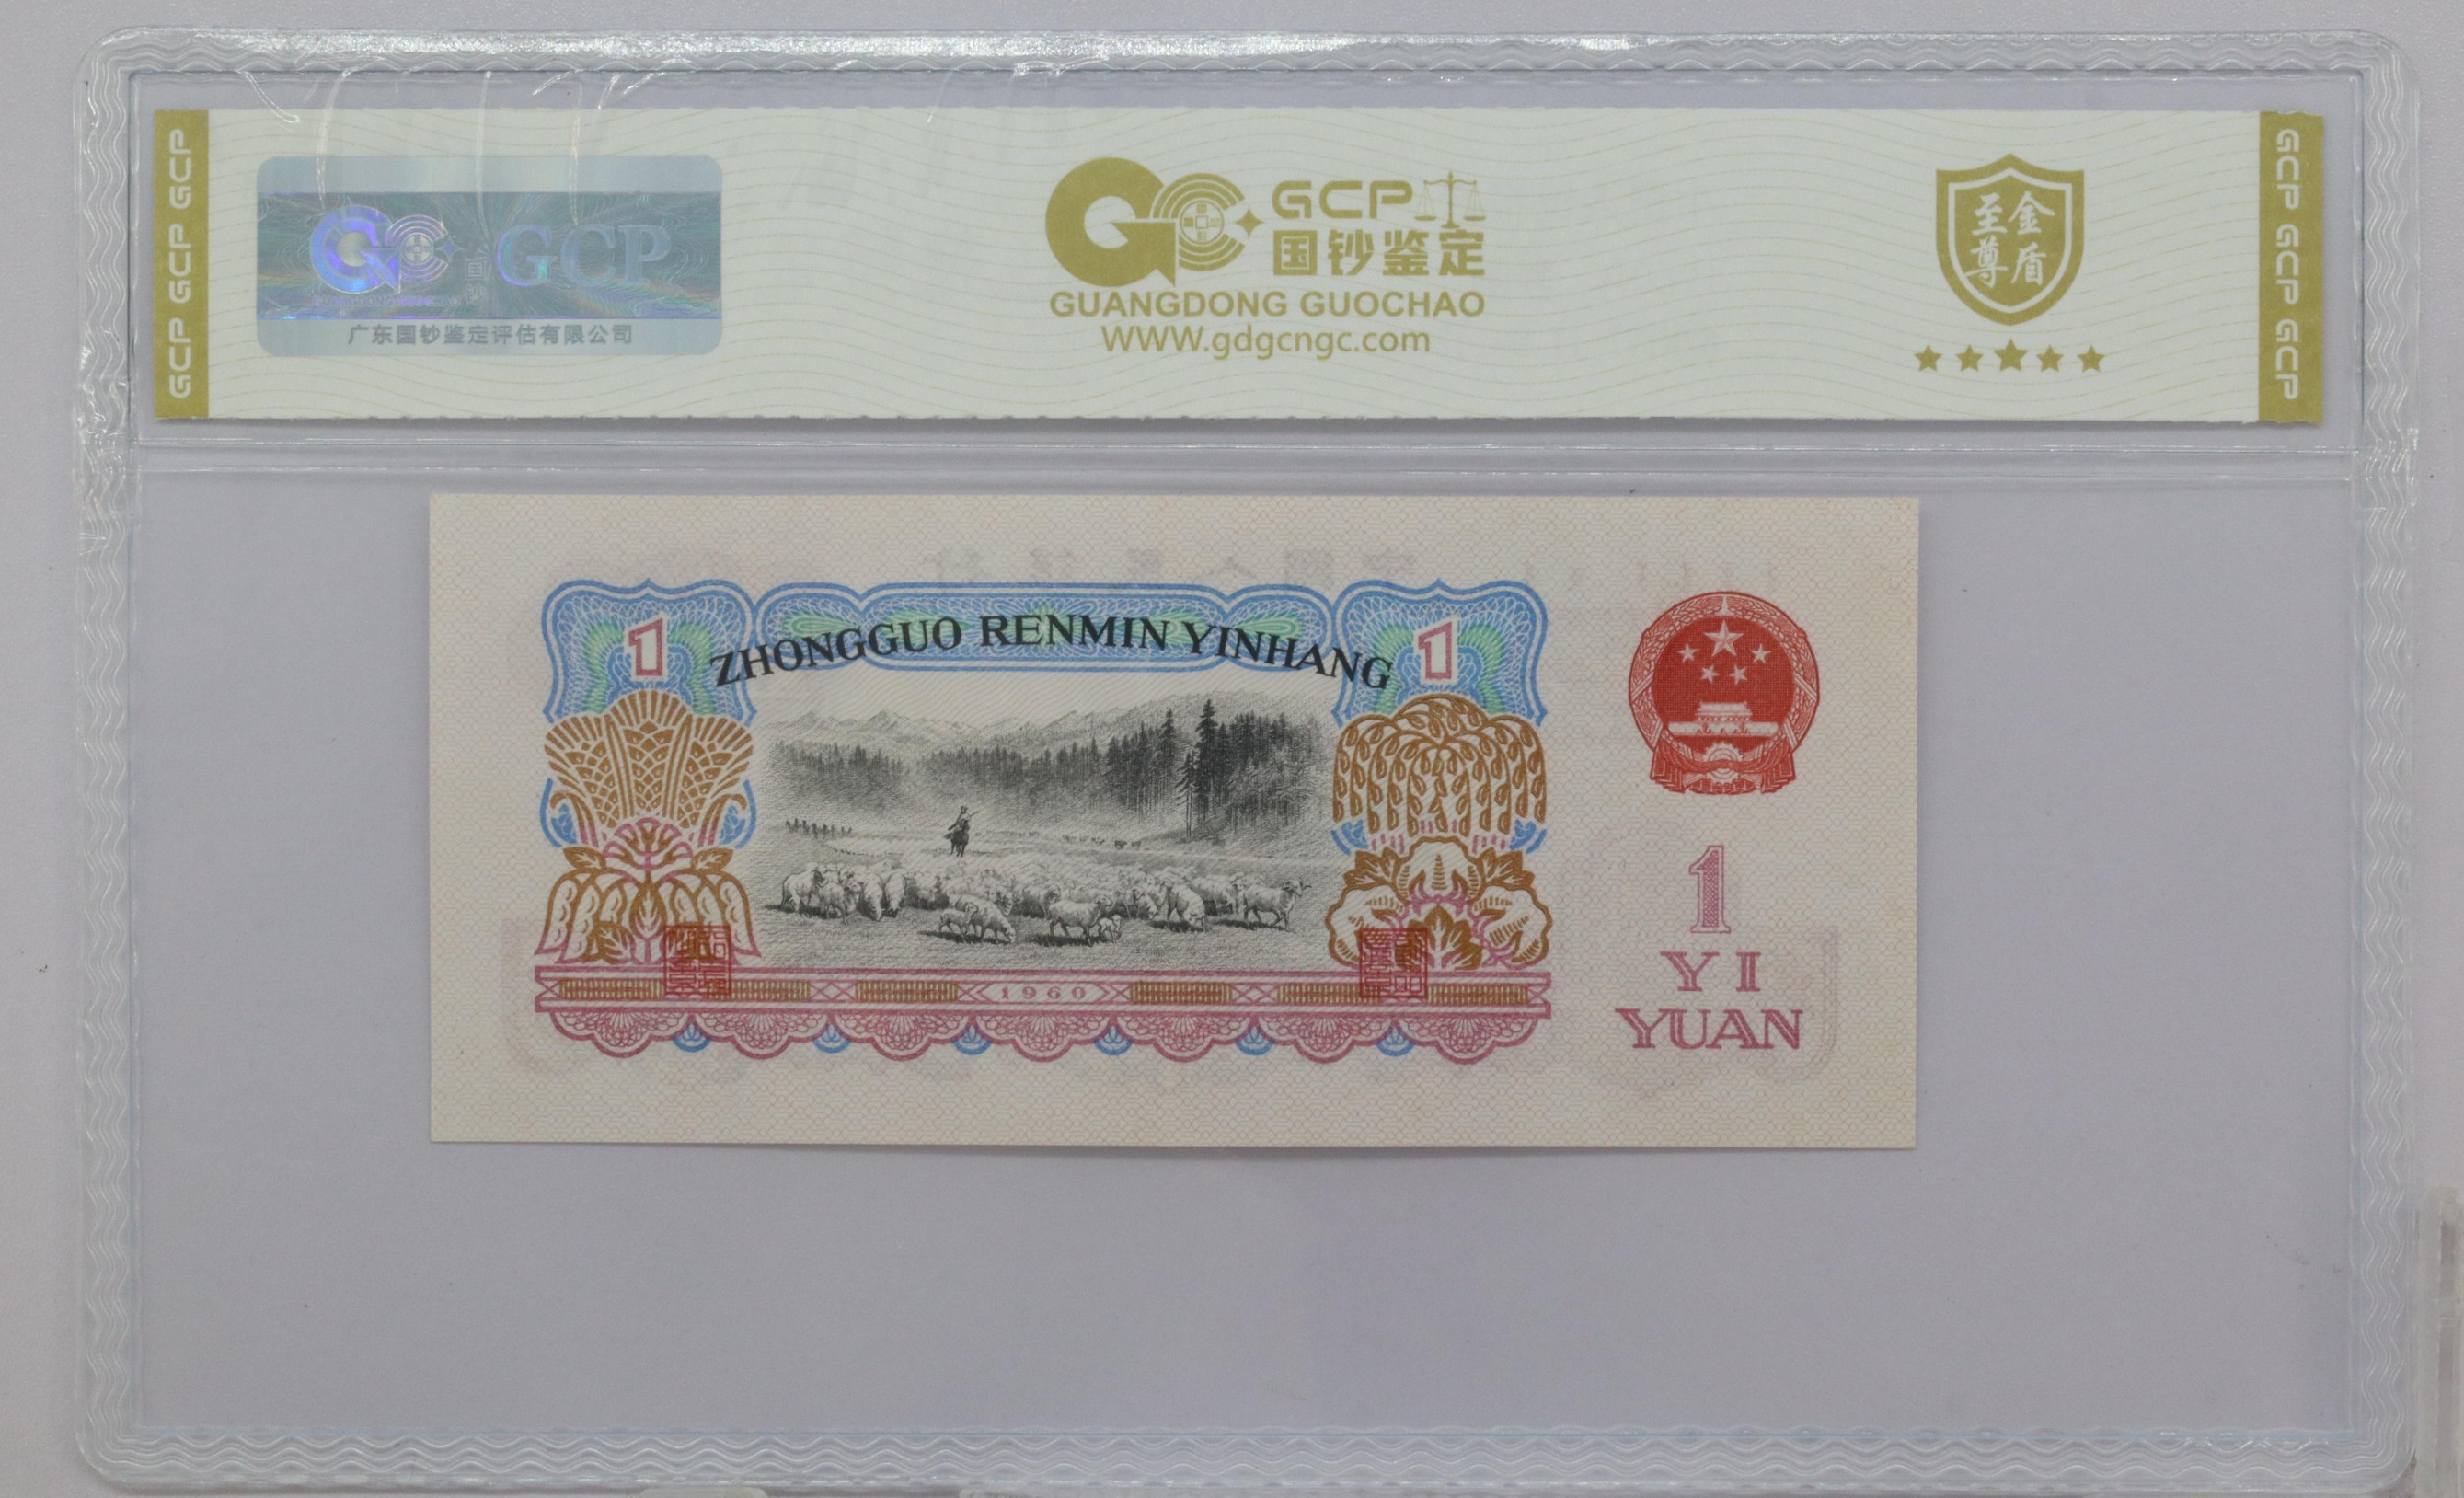 GCP GCP GCP
GCP
国钞
GUANGDONG GUOCHAO
广东国钞鉴定评估有限公司
GCP
国钞鉴定
GUANGDONG GUOCHAO
WWW.gdgcngc.com
至尊
金盾
GCP GCP GCP
ZHONGGUO RENMIN YINHANG
1
1
1960
1
YI
YUAN